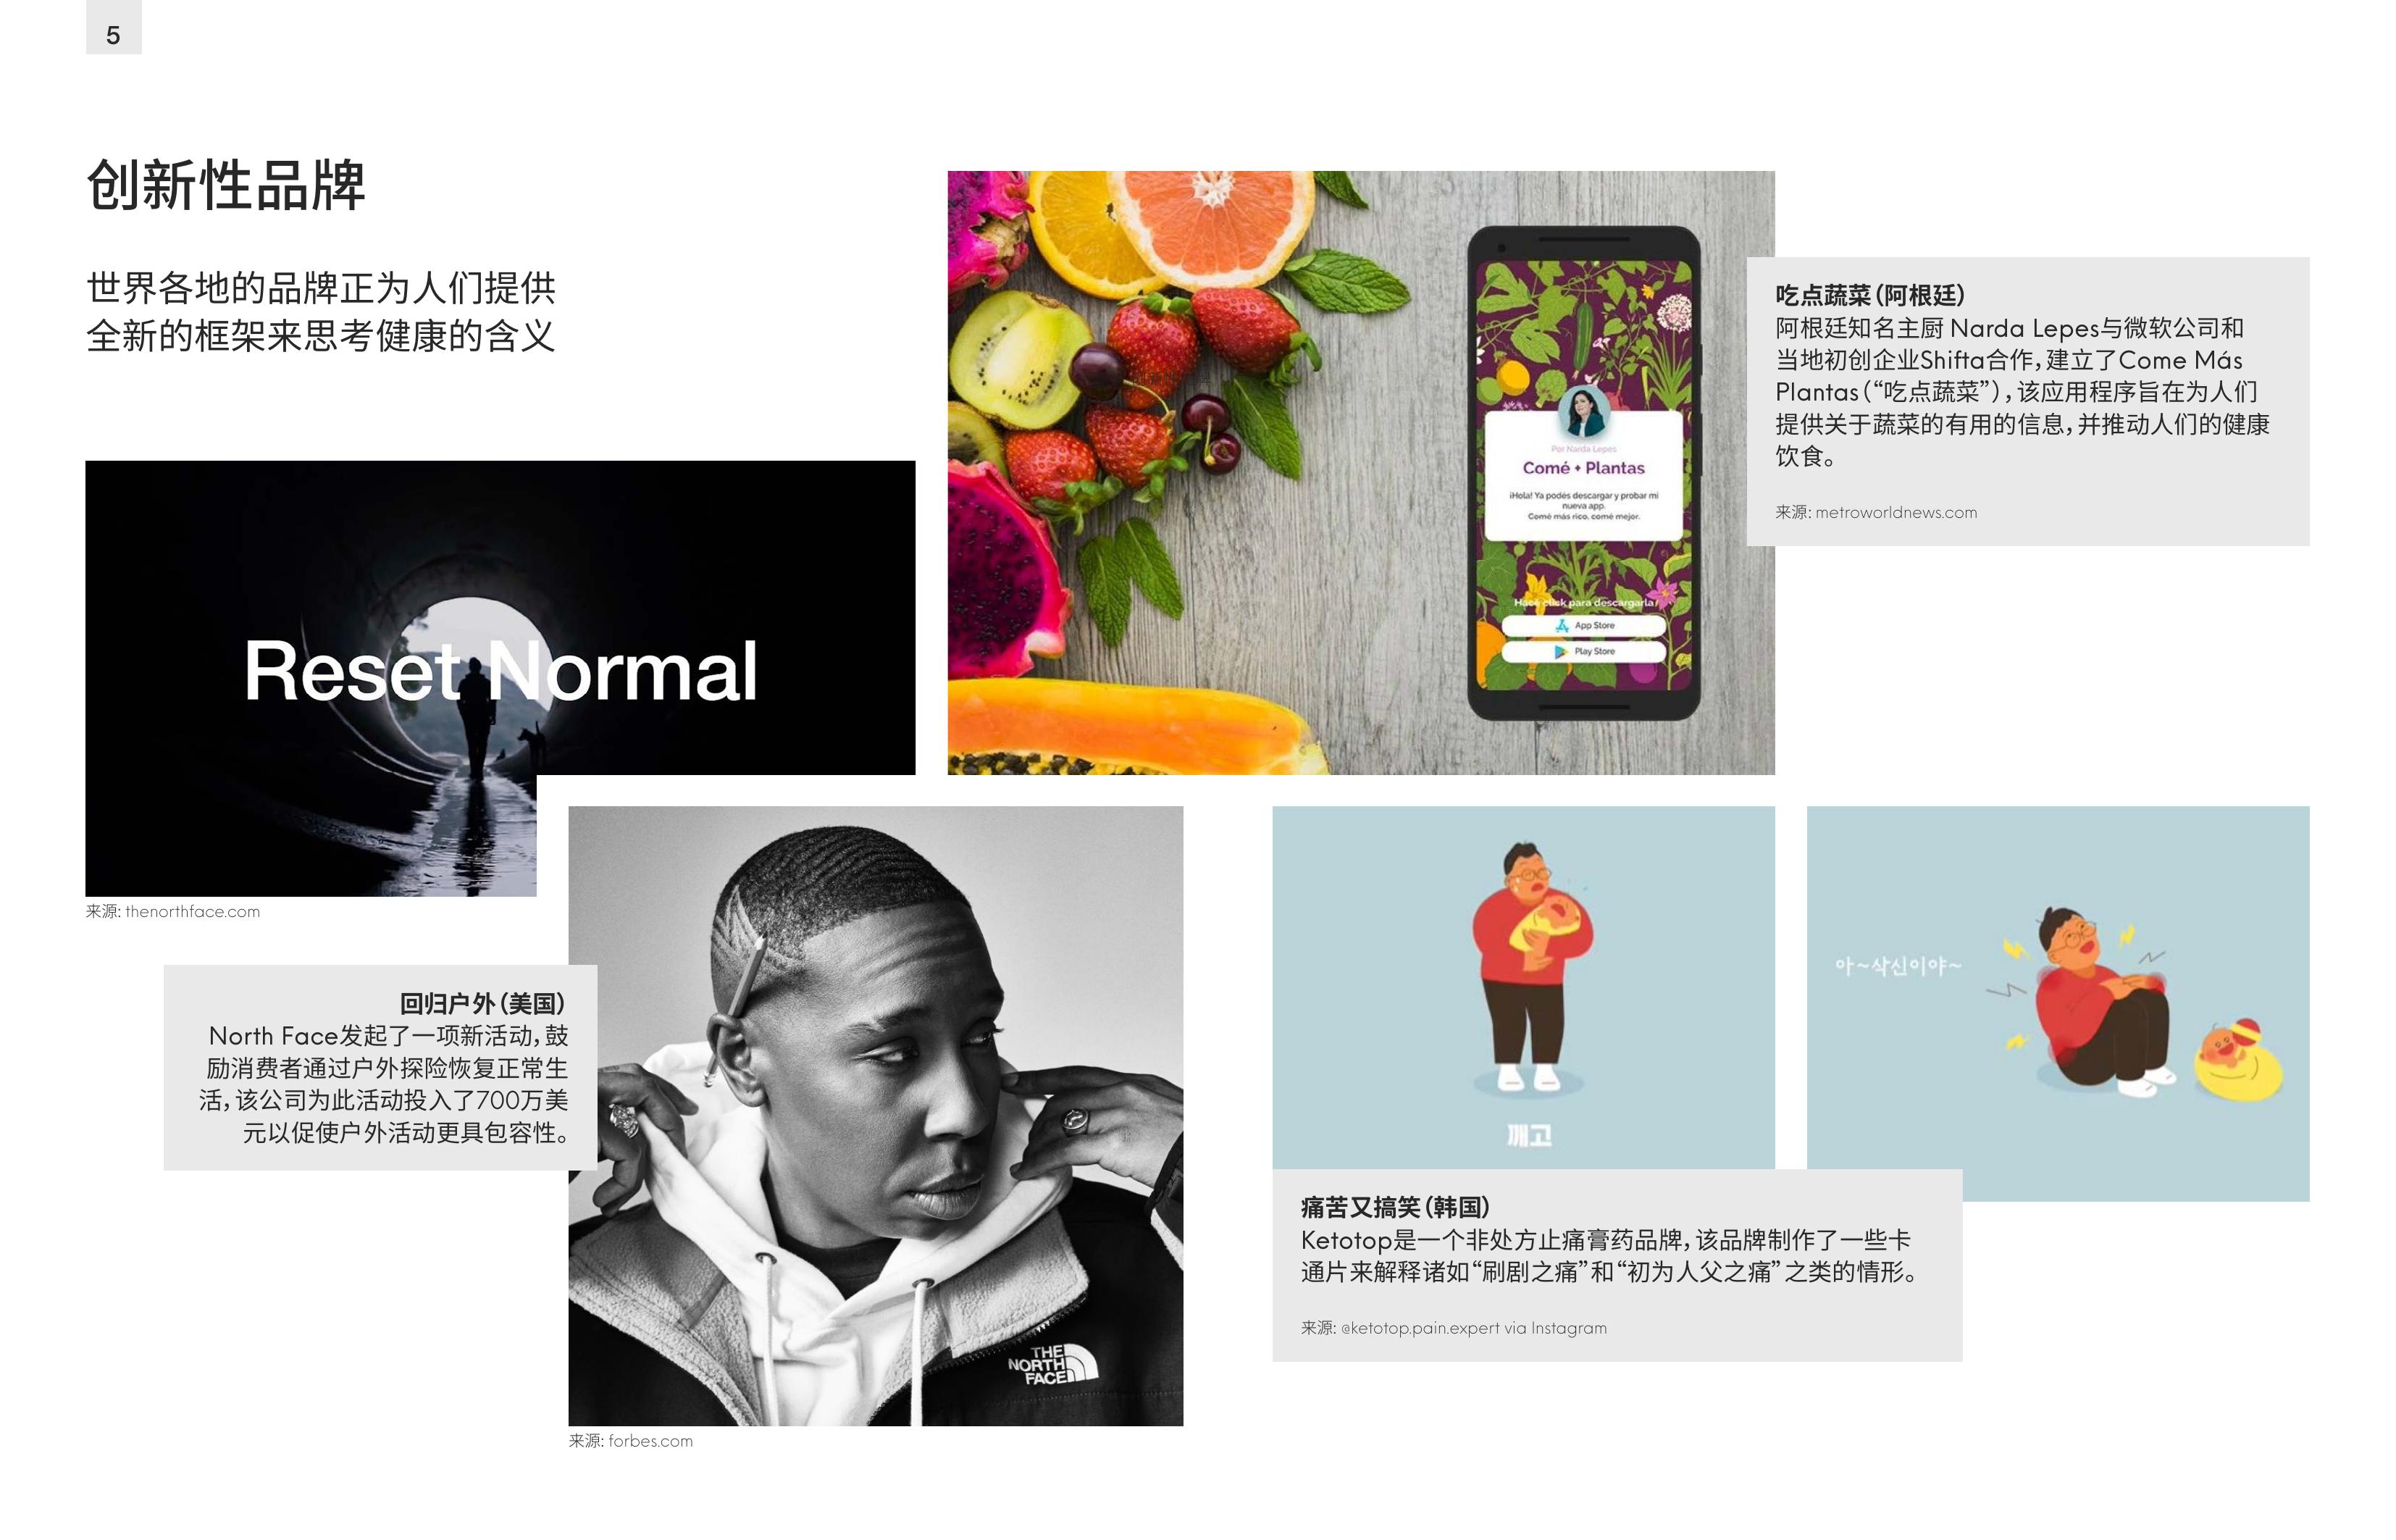 5
创新性品牌
世界各地的品牌正为人们提供
全新的框架来思考健康的含义
Reset Normal
来源: thenorthface.com
回归户外（美国）
North Face发起了一项新活动，鼓
励消费者通过户外探险恢复正常生
活，该公司为此活动投入了700万美
元以促使户外活动更具包容性。
THE
NORTH
FACE
来源: forbes.com
Por Narda Lepes
Comé + Plantas
¡Hola! Ya podés descargar y probar mi
nueva app.
Comé más rico, comé mejor.
Hacé click para descargarla!
App Store
Play Store
吃点蔬菜（阿根廷）
阿根廷知名主厨 Narda Lepes与微软公司和
当地初创企业Shifta合作，建立了Come Más
Plantas（“吃点蔬菜”），该应用程序旨在为人们
提供关于蔬菜的有用的信息，并推动人们的健康
饮食。
来源: metroworldnews.com
깨고
아~삭신이야~
痛苦又搞笑（韩国）
Ketotop是一个非处方止痛膏药品牌，该品牌制作了一些卡
通片来解释诸如“刷剧之痛”和“初为人父之痛”之类的情形。
来源: @ketotop.pain.expert via Instagram